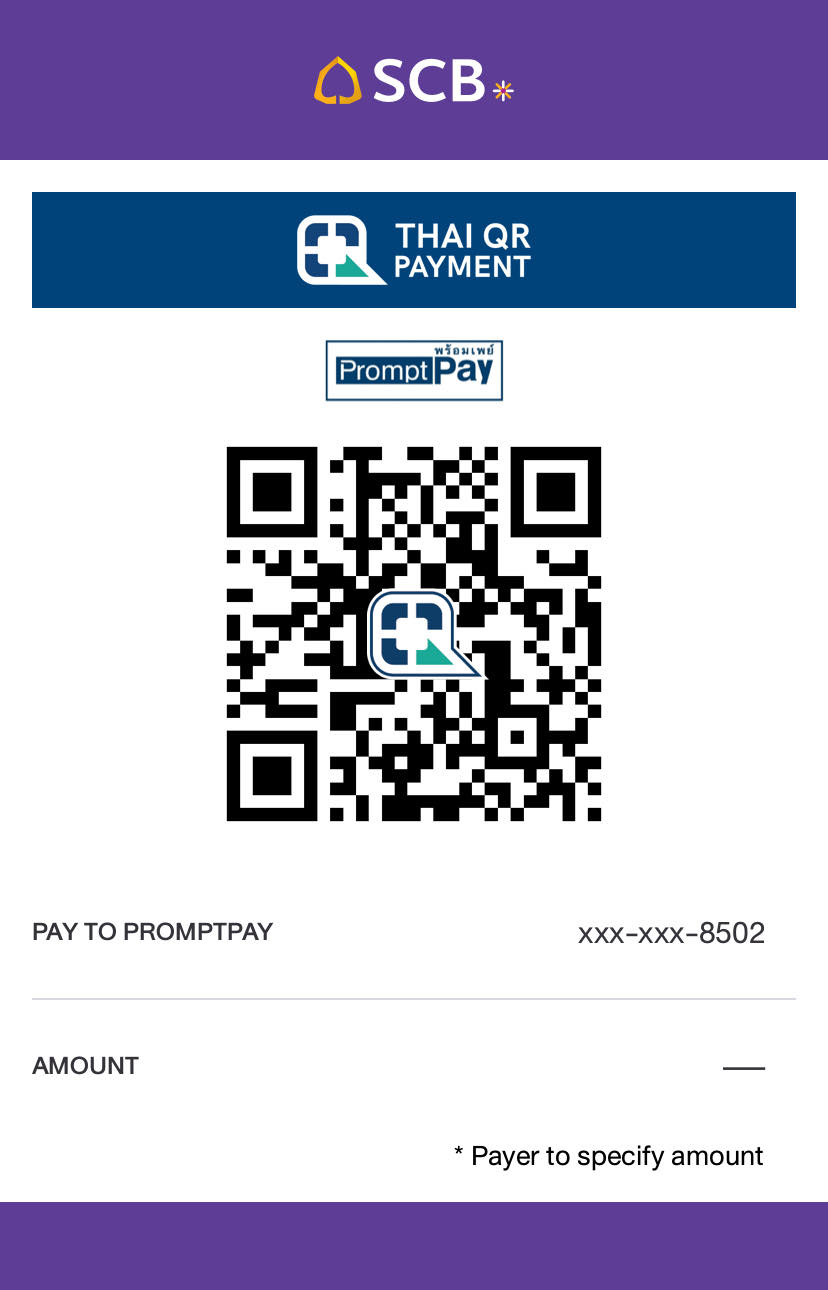 SCB
THAI QR
PAYMENT
พร้อมเพย์
PromptPay
PAY TO PROMPTPAY xxx-xxx-8502
AMOUNT —
* Payer to specify amount